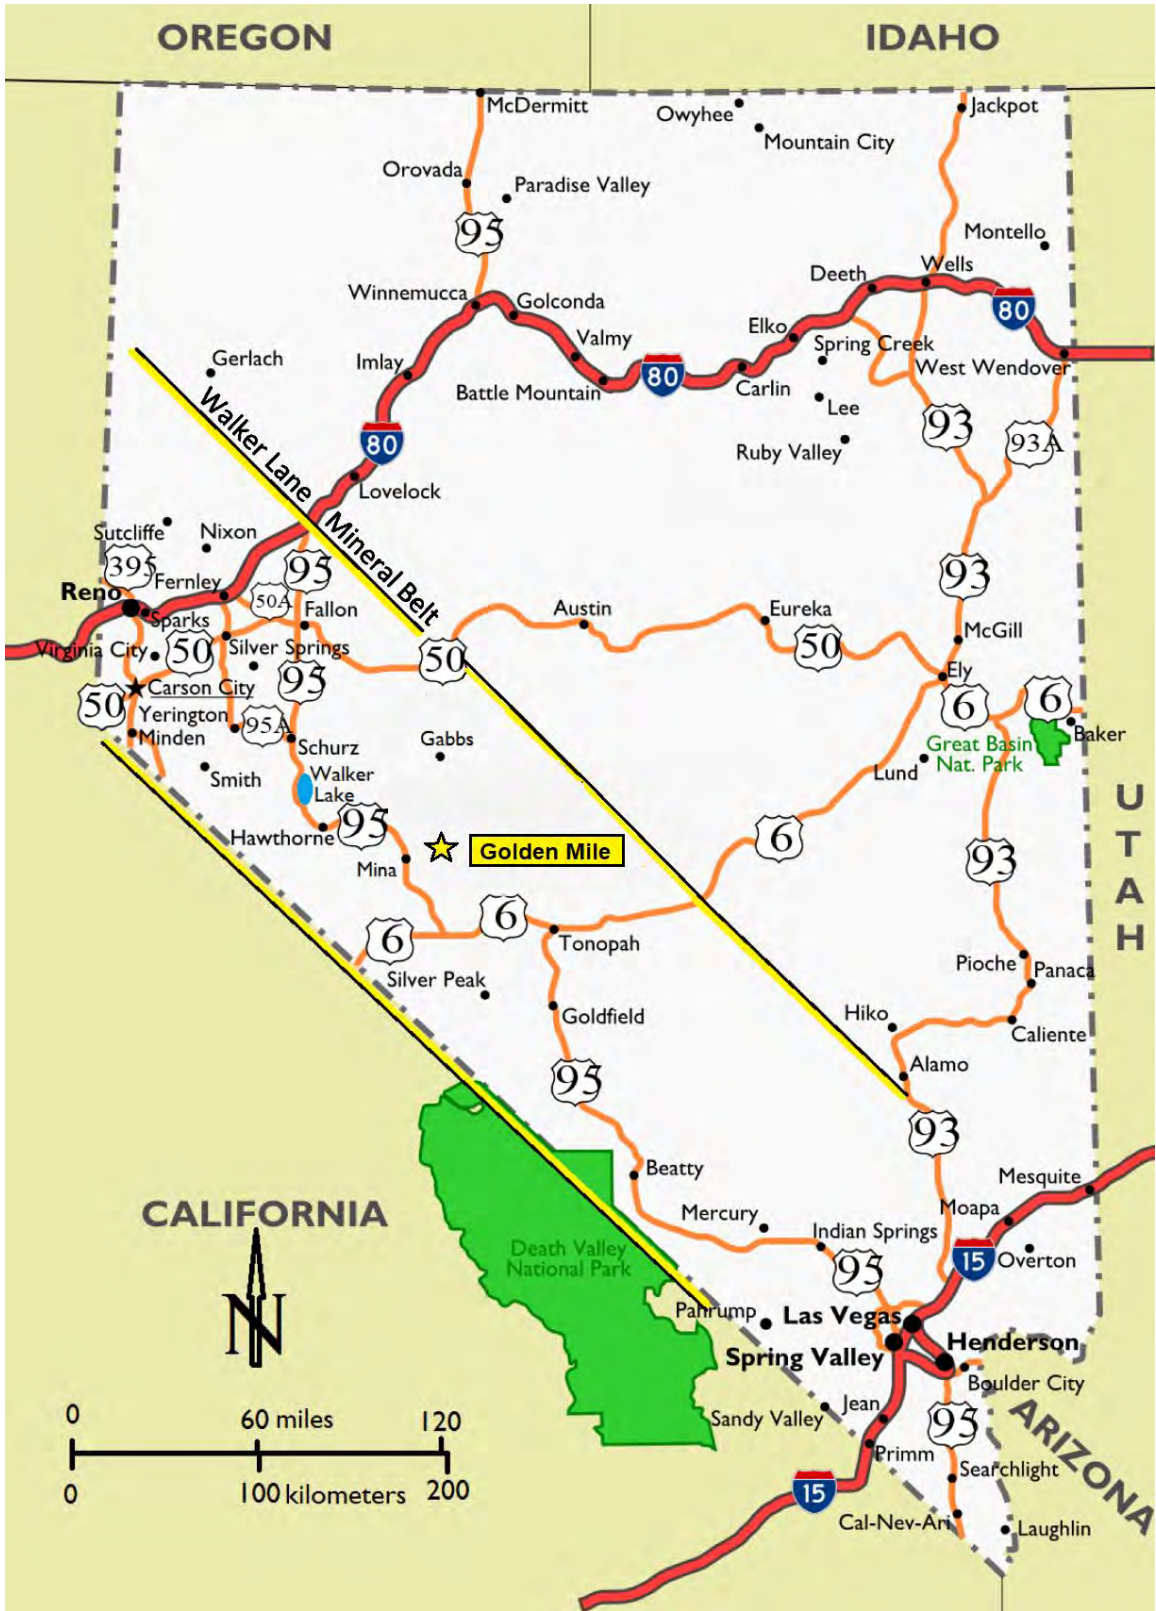 OREGON
IDAHO
McDermitt
Owyhee
Jackpot
Mountain City
Orovada
Paradise Valley
95
Montello
Deeth
Wells
Winnemucca
Golconda
80
Elko
Valmy
Spring Creek
Gerlach
Imlay
80
West Wendover
Battle Mountain
Carlin
Lee
93
93A
Walker Lane
80
Ruby Valley
Lovelock
Mineral Belt
Sutcliffe
Nixon
395
95
93
Fernley
Reno
50A
Fallon
Austin
Eureka
Sparks
McGill
Virginia City
50
Silver Springs
50
50
Ely
95
Carson City
50
6
6
Yerington
95A
Minden
Schurz
Gabbs
Great Basin
Nat. Park
Baker
Lund
Smith
Walker
Lake
UTAH
Hawthorne
95
6
Golden Mile
93
Mina
6
6
Tonopah
Pioche
Panaca
Silver Peak
Goldfield
Hiko
Caliente
Alamo
95
93
Beatty
Mesquite
CALIFORNIA
Mercury
Moapa
Indian Springs
Death Valley
National Park
95
15
Overton
N
Pahrump
Las Vegas
Spring Valley
Henderson
Boulder City
0
60 miles
120
Sandy Valley
Jean
95
ARIZONA
Primm
Searchlight
0
100 kilometers
200
15
Cal-Nev-Ari
Laughlin